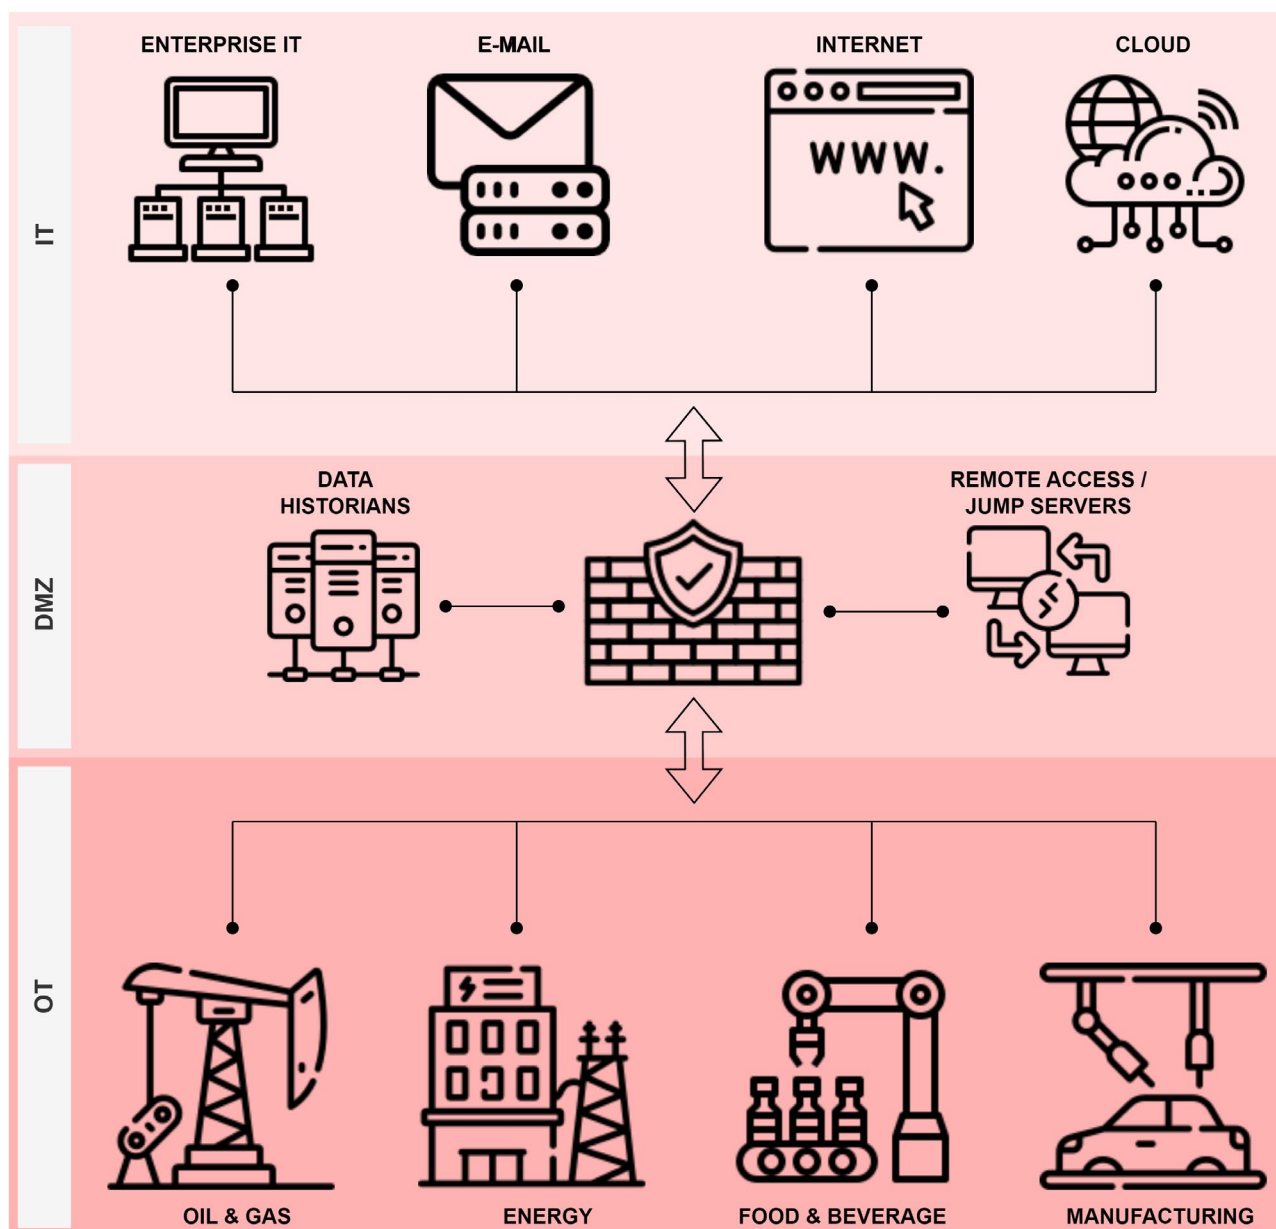 ENTERPRISE IT
E-MAIL
INTERNET
CLOUD
WWW.
IT
DATA
HISTORIANS
REMOTE ACCESS /
JUMP SERVERS
DMZ
OT
OIL & GAS
ENERGY
FOOD & BEVERAGE
MANUFACTURING